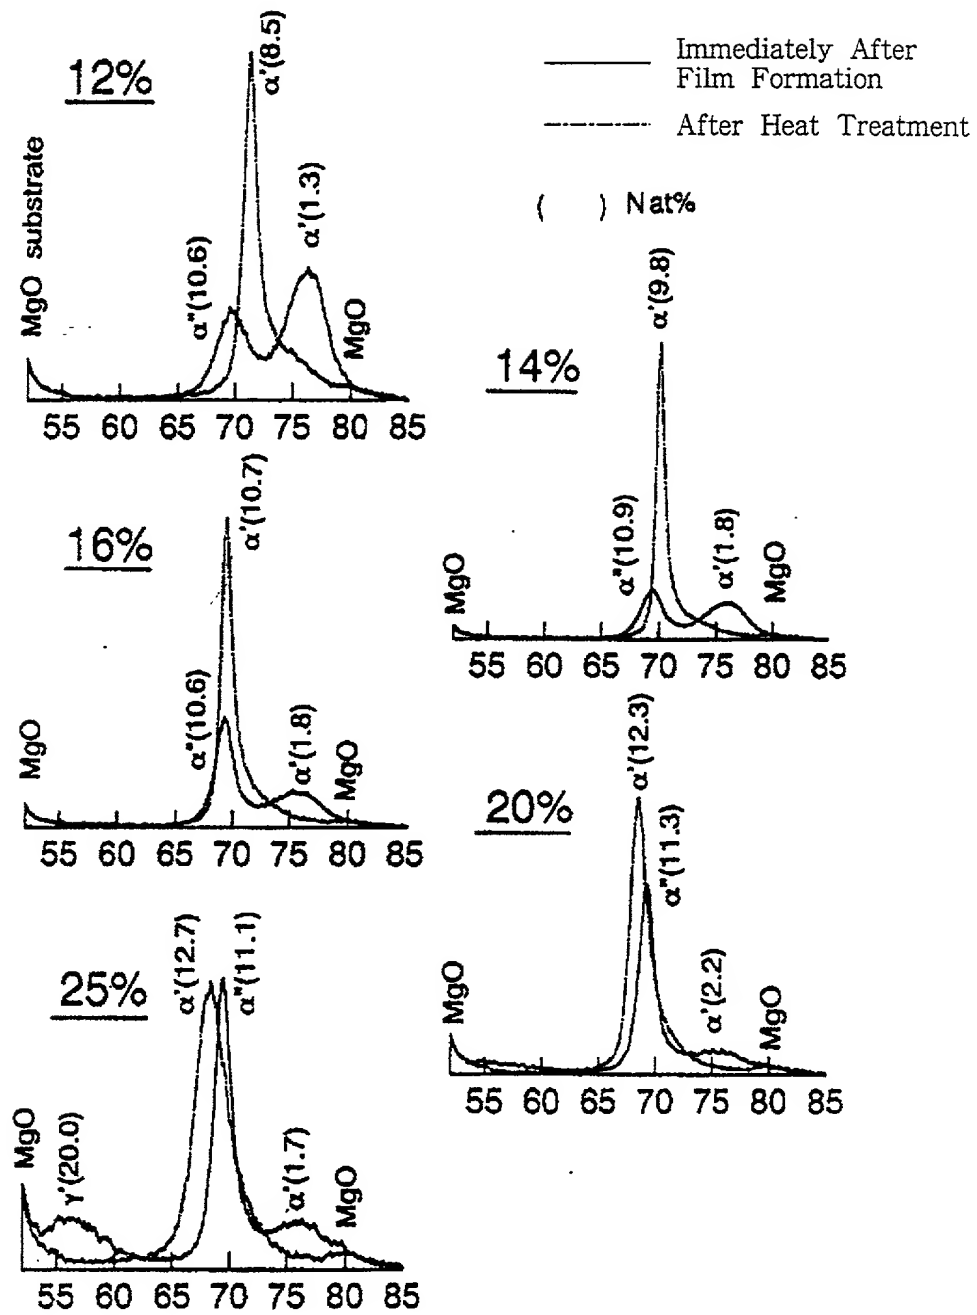 Immediately After
Film Formation
After Heat Treatment
( ) Nat%
12%
MgO substrate
α"(10.6)
α'(8.5)
α'(1.3)
MgO
55 60 65 70 75 80 85
14%
MgO
α"(10.9)
α'(9.8)
α'(1.8)
MgO
55 60 65 70 75 80 85
16%
MgO
α"(10.6)
α'(10.7)
α'(1.8)
MgO
55 60 65 70 75 80 85
20%
MgO
α'(12.3)
α"(11.3)
α'(2.2)
MgO
55 60 65 70 75 80 85
25%
MgO
γ'(20.0)
α'(12.7)
α"(11.1)
α'(1.7)
MgO
55 60 65 70 75 80 85